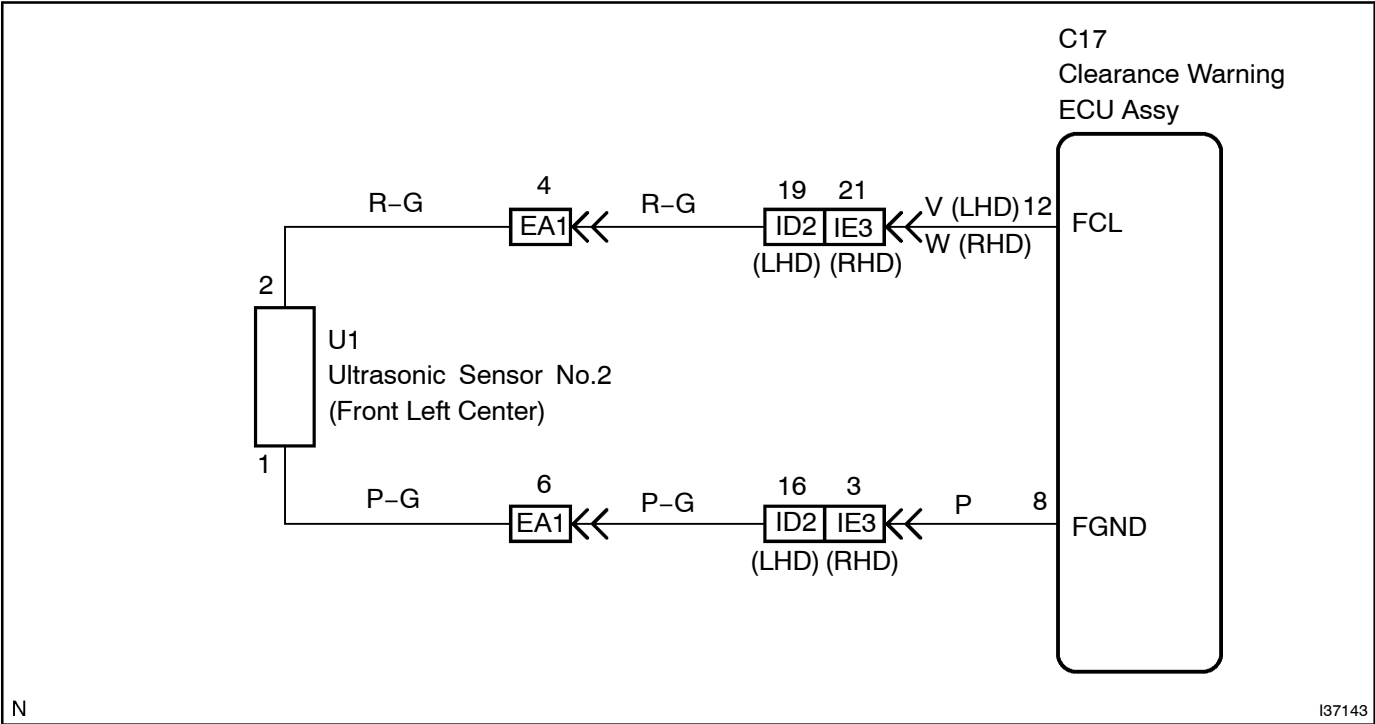 C17
Clearance Warning
ECU Assy
4
19
21
R–G
R–G
V (LHD)
12
EA1
ID2
IE3
FCL
W (RHD)
(LHD)
(RHD)
2
U1
Ultrasonic Sensor No.2
(Front Left Center)
1
6
16
3
P–G
P–G
P
8
EA1
ID2
IE3
FGND
(LHD)
(RHD)
N
I37143